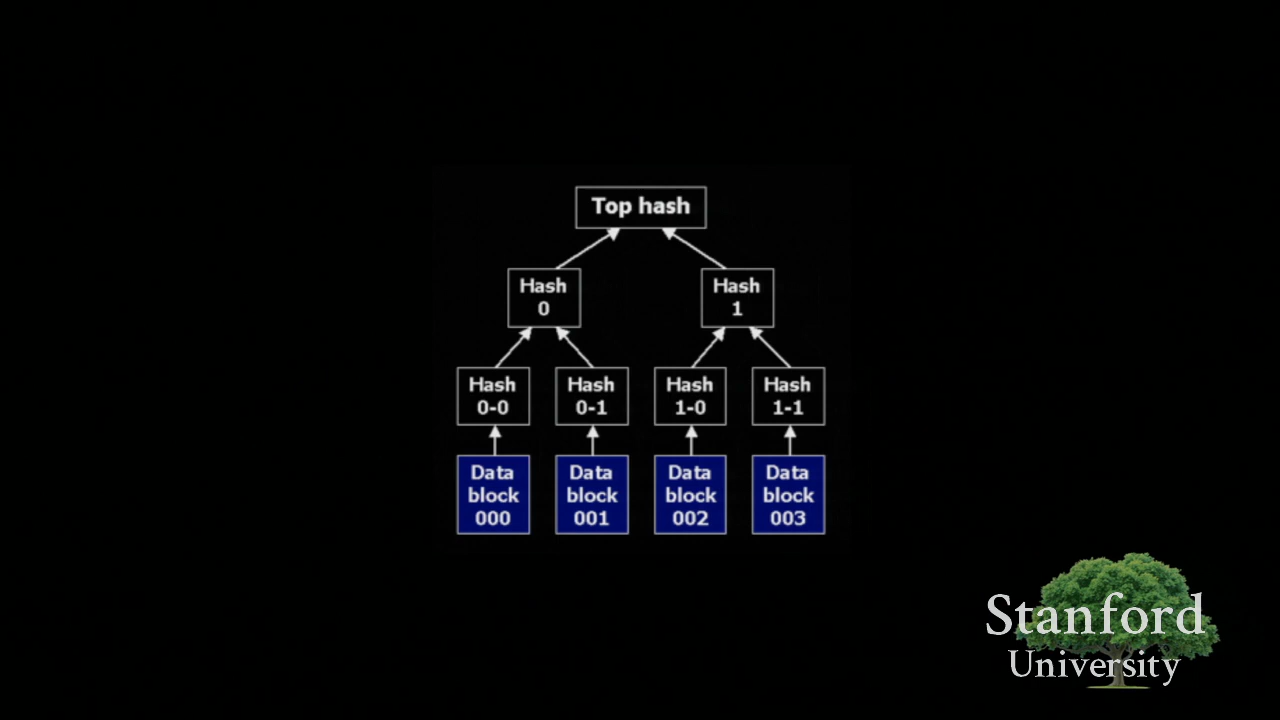 Top hash
Hash
0
Hash
1
Hash
0-0
Hash
0-1
Hash
1-0
Hash
1-1
Data
block
000
Data
block
001
Data
block
002
Data
block
003
Stanford
University